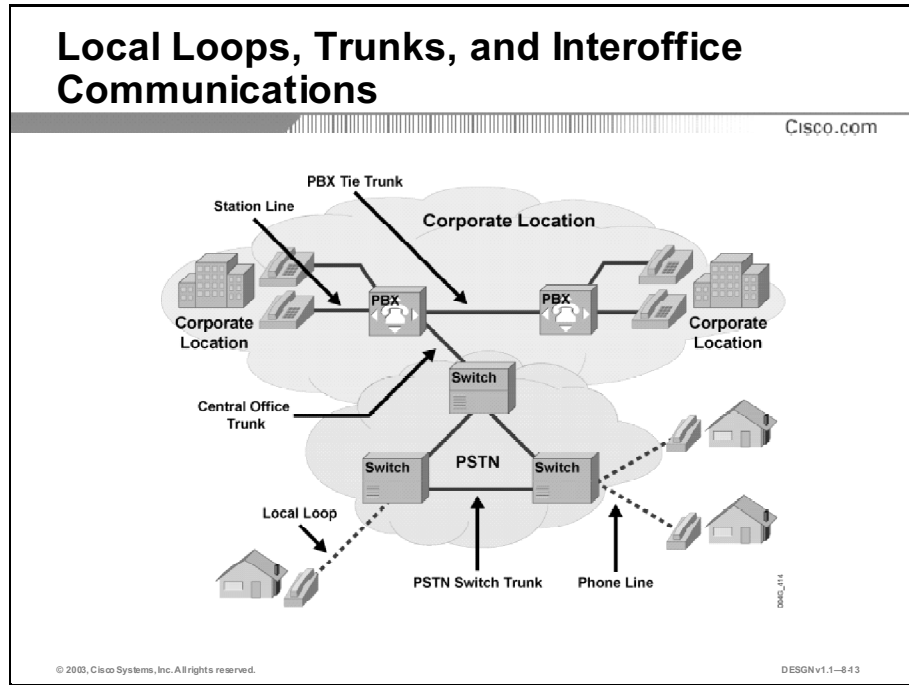 Local Loops, Trunks, and Interoffice
Communications
Cisco.com
PBX Tie Trunk
Station Line
Corporate Location
PBX
PBX
Corporate
Location
Corporate
Location
Switch
Central Office
Trunk
Switch
PSTN
Switch
Local Loop
PSTN Switch Trunk
Phone Line
D04G_414
© 2003, Cisco Systems, Inc. All rights reserved.
DESGN v1.1—8-13